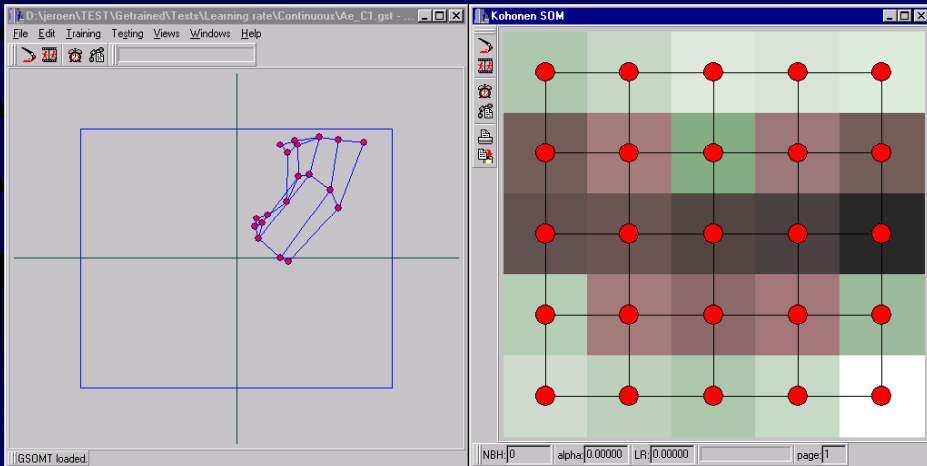 D:\jeroen\TEST\Getrained\Tests\Learning rate\Continuous\Ae_C1.gst - ...
File Edit Training Testing Views Windows Help
GSOMT loaded.
Kohonen SOM
NBH: 0 alpha: 0.00000 LR: 0.00000 page: 1